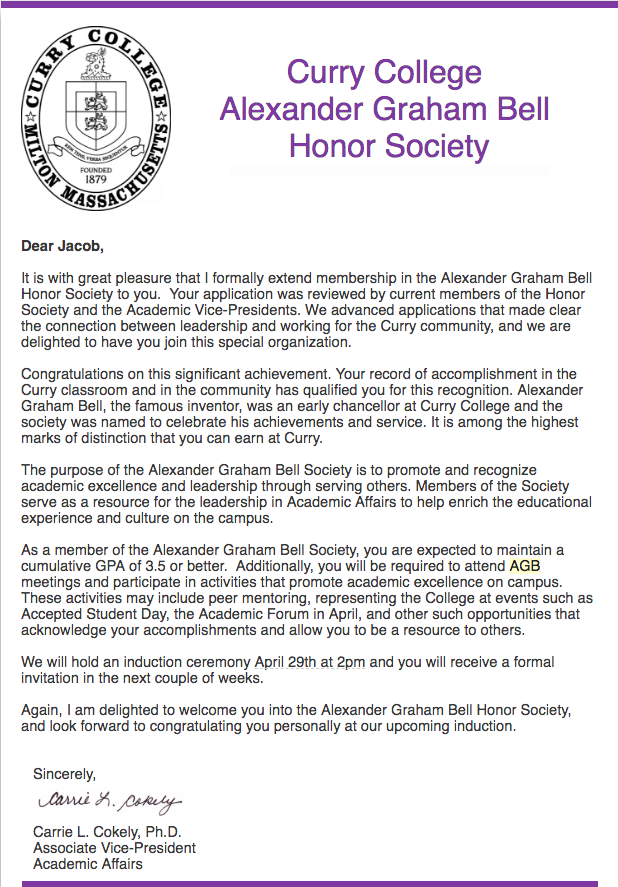 CURRY COLLEGE
MILTON MASSACHUSETTS
FOUNDED
1879
Curry College
Alexander Graham Bell
Honor Society
Dear Jacob,
It is with great pleasure that I formally extend membership in the Alexander Graham Bell
Honor Society to you.  Your application was reviewed by current members of the Honor
Society and the Academic Vice-Presidents. We advanced applications that made clear
the connection between leadership and working for the Curry community, and we are
delighted to have you join this special organization.
Congratulations on this significant achievement. Your record of accomplishment in the
Curry classroom and in the community has qualified you for this recognition. Alexander
Graham Bell, the famous inventor, was an early chancellor at Curry College and the
society was named to celebrate his achievements and service. It is among the highest
marks of distinction that you can earn at Curry.
The purpose of the Alexander Graham Bell Society is to promote and recognize
academic excellence and leadership through serving others. Members of the Society
serve as a resource for the leadership in Academic Affairs to help enrich the educational
experience and culture on the campus.
As a member of the Alexander Graham Bell Society, you are expected to maintain a
cumulative GPA of 3.5 or better.  Additionally, you will be required to attend AGB
meetings and participate in activities that promote academic excellence on campus.
These activities may include peer mentoring, representing the College at events such as
Accepted Student Day, the Academic Forum in April, and other such opportunities that
acknowledge your accomplishments and allow you to be a resource to others.
We will hold an induction ceremony April 29th at 2pm and you will receive a formal
invitation in the next couple of weeks.
Again, I am delighted to welcome you into the Alexander Graham Bell Honor Society,
and look forward to congratulating you personally at our upcoming induction.
Sincerely,
Carrie L. Cokely
Carrie L. Cokely, Ph.D.
Associate Vice-President
Academic Affairs